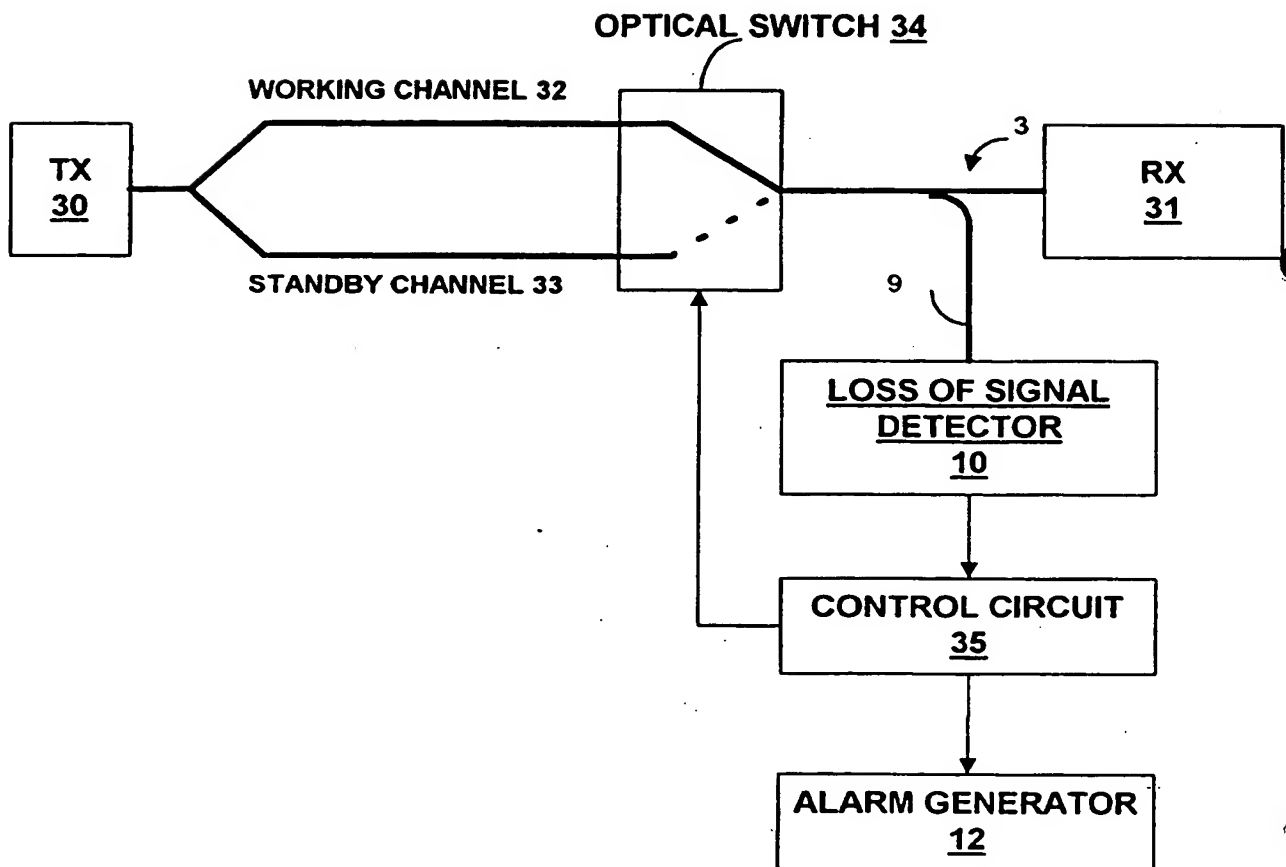 OPTICAL SWITCH 34
WORKING CHANNEL 32
TX
30
STANDBY CHANNEL 33
3
RX
31
9
LOSS OF SIGNAL
DETECTOR
10
CONTROL CIRCUIT
35
ALARM GENERATOR
12